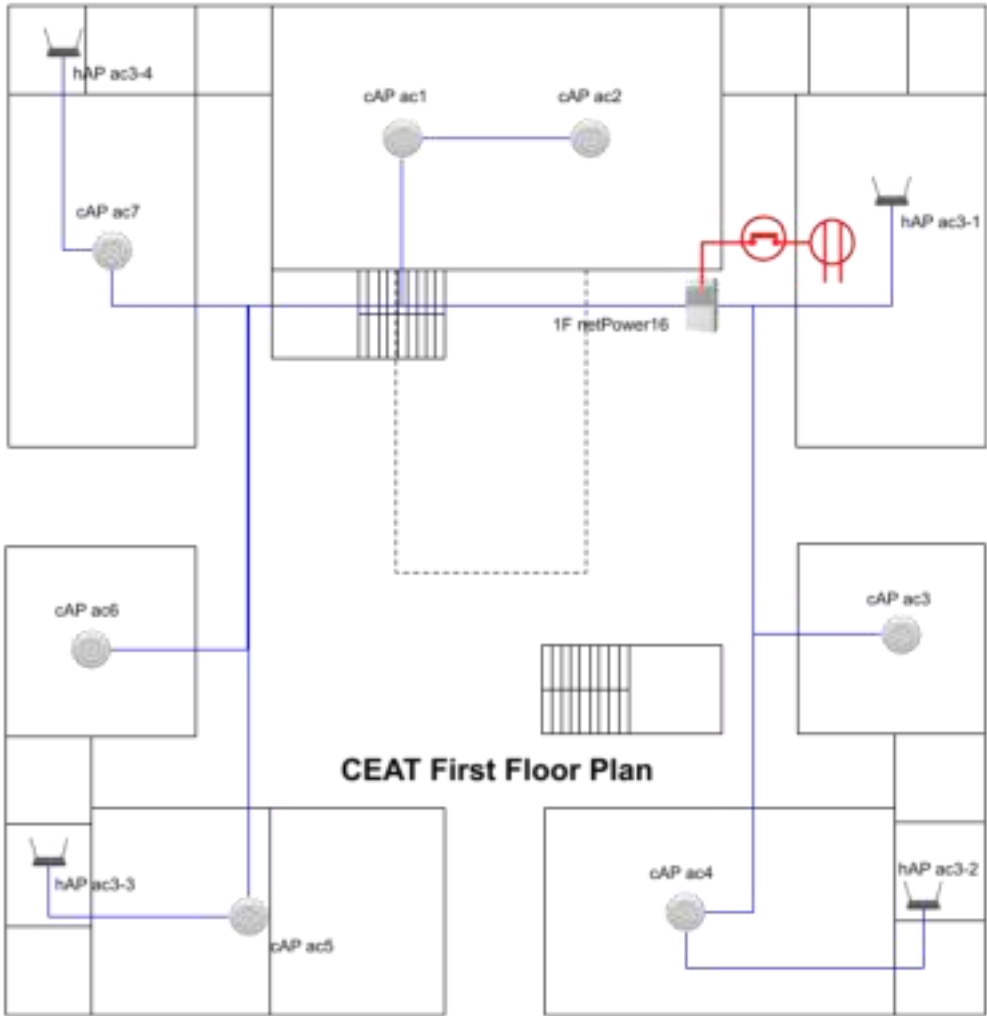 hAP ac3-4
cAP ac1
cAP ac2
cAP ac7
hAP ac3-1
1F netPower16
cAP ac6
cAP ac3
CEAT First Floor Plan
hAP ac3-3
cAP ac4
hAP ac3-2
cAP ac5